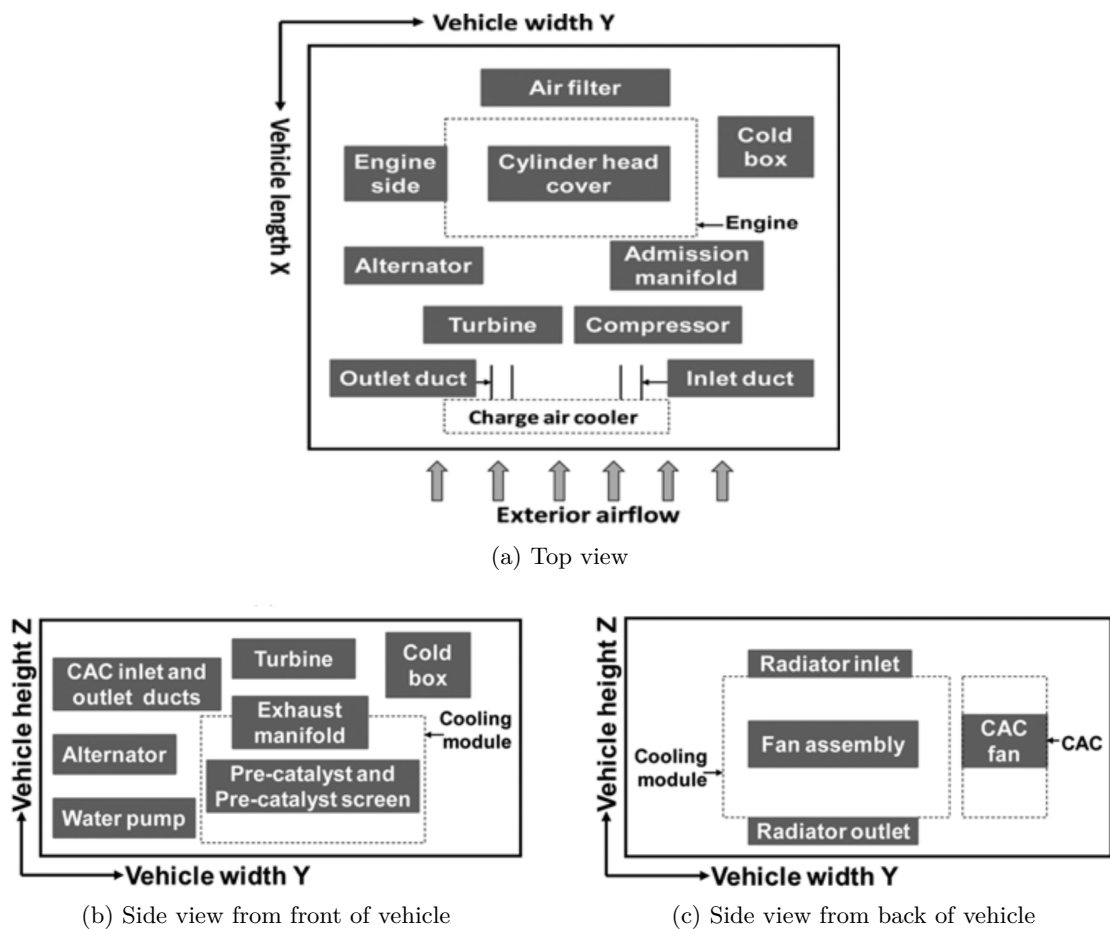 Vehicle width Y
Vehicle length X
Air filter
Cold
box
Engine
side
Cylinder head
cover
Engine
Alternator
Admission
manifold
Turbine
Compressor
Outlet duct
Inlet duct
Charge air cooler
Exterior airflow
(a) Top view
Vehicle height Z
CAC inlet and
outlet ducts
Turbine
Cold
box
Exhaust
manifold
Cooling
module
Alternator
Pre-catalyst and
Pre-catalyst screen
Water pump
Vehicle width Y
(b) Side view from front of vehicle
Vehicle height Z
Radiator inlet
Cooling
module
Fan assembly
CAC
fan
CAC
Radiator outlet
Vehicle width Y
(c) Side view from back of vehicle